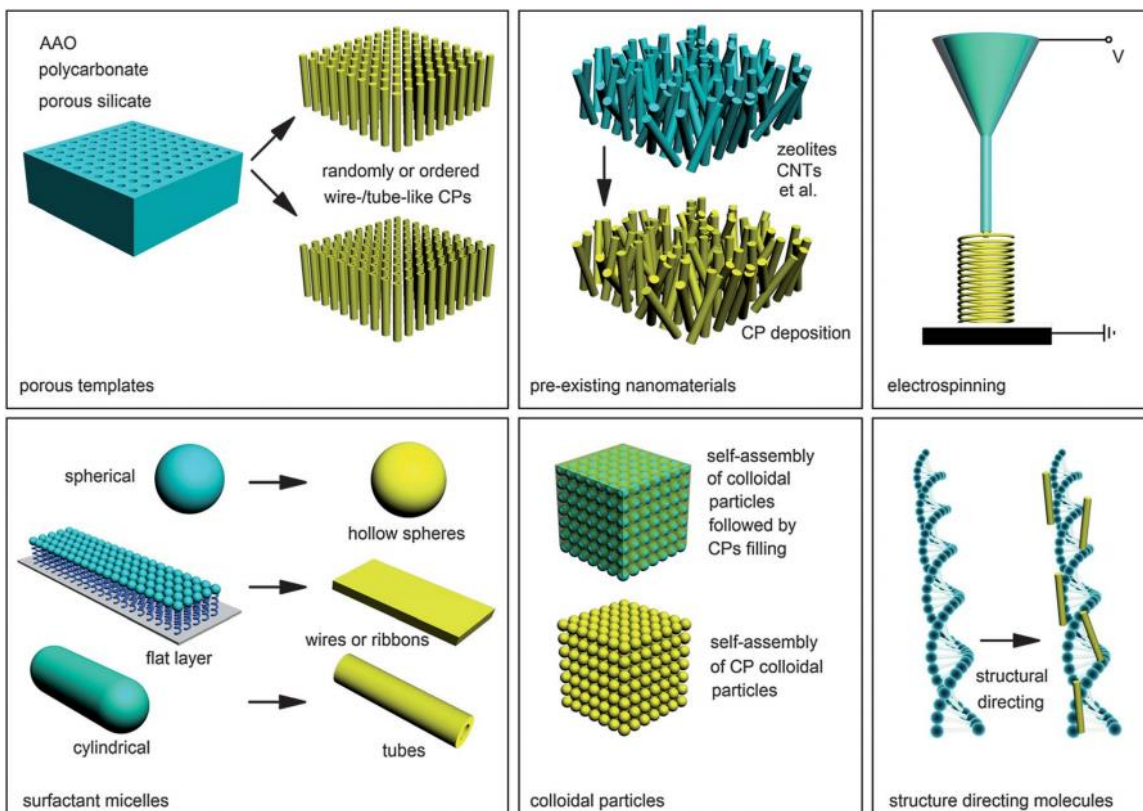 AAO
polycarbonate
porous silicate
randomly or ordered
wire-/tube-like CPs
porous templates
zeolites
CNTs
et al.
CP deposition
pre-existing nanomaterials
V
electrospinning
spherical
hollow spheres
flat layer
wires or ribbons
cylindrical
tubes
surfactant micelles
self-assembly
of colloidal
particles
followed by
CPs filling
self-assembly
of CP colloidal
particles
colloidal particles
structural
directing
structure directing molecules